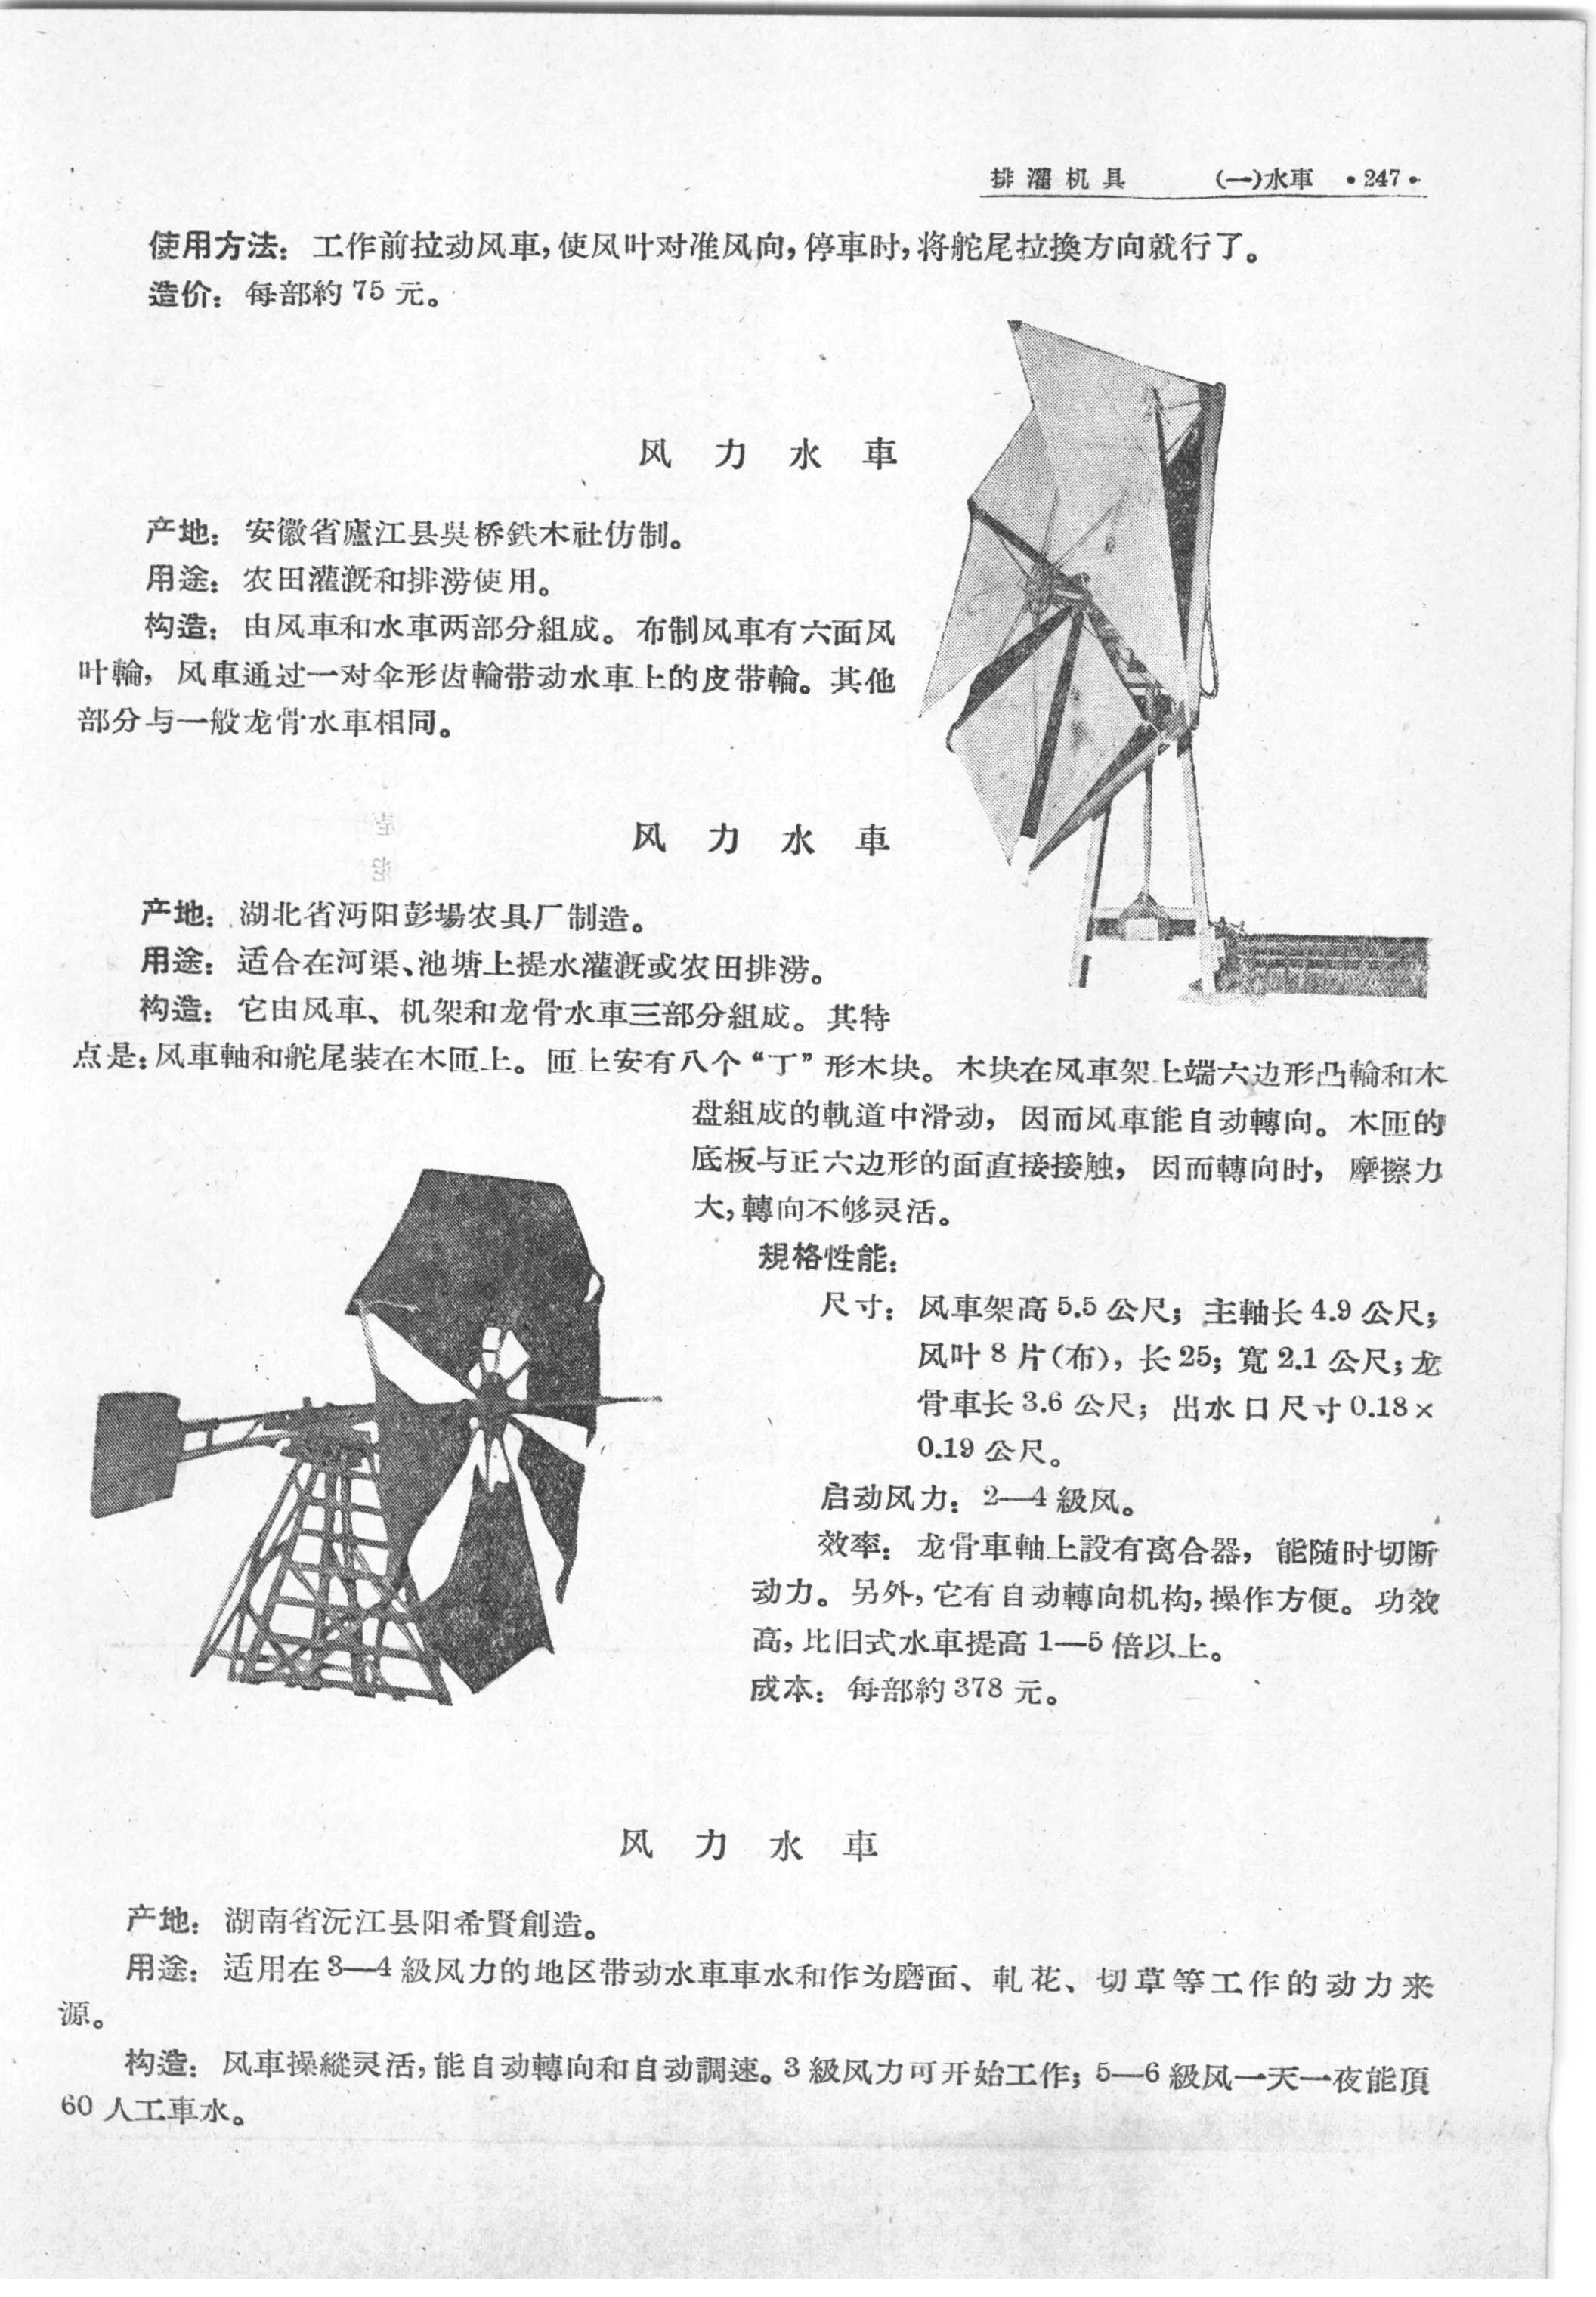 排灌机具　(一)水車　•247•
使用方法：工作前拉动风車，使风叶对准风向，停車时，将舵尾拉換方向就行了。
造价：每部約 75 元。
风力水車
产地：安徽省廬江县吳桥鉄木社仿制。
用途：农田灌漑和排涝使用。
构造：由风車和水車两部分組成。布制风車有六面风
叶輪，风車通过一对伞形齿輪带动水車上的皮带輪。其他
部分与一般龙骨水車相同。
风力水車
产地：湖北省沔阳彭場农具厂制造。
用途：适合在河渠、池塘上提水灌漑或农田排涝。
构造：它由风車、机架和龙骨水車三部分組成。其特
点是：风車軸和舵尾装在木匣上。匣上安有八个“丁”形木块。木块在风車架上端六边形凸輪和木
盘組成的軌道中滑动，因而风車能自动轉向。木匣的
底板与正六边形的面直接接触，因而轉向时，摩擦力
大，轉向不够灵活。
規格性能：
尺寸：风車架高 5.5 公尺；主軸长 4.9 公尺；
风叶 8 片(布)，长 25；寬 2.1 公尺；龙
骨車长 3.6 公尺；出水口尺寸 0.18×
0.19 公尺。
启动风力：2—4 級风。
效率：龙骨車軸上設有离合器，能随时切断
动力。另外，它有自动轉向机构，操作方便。功效
高，比旧式水車提高 1—5 倍以上。
成本：每部約 378 元。
风力水車
产地：湖南省沅江县阳希賢創造。
用途：适用在 3—4 級风力的地区带动水車車水和作为磨面、軋花、切草等工作的动力来
源。
构造：风車操縱灵活，能自动轉向和自动調速。3 級风力可开始工作；5—6 級风一天一夜能頂
60 人工車水。